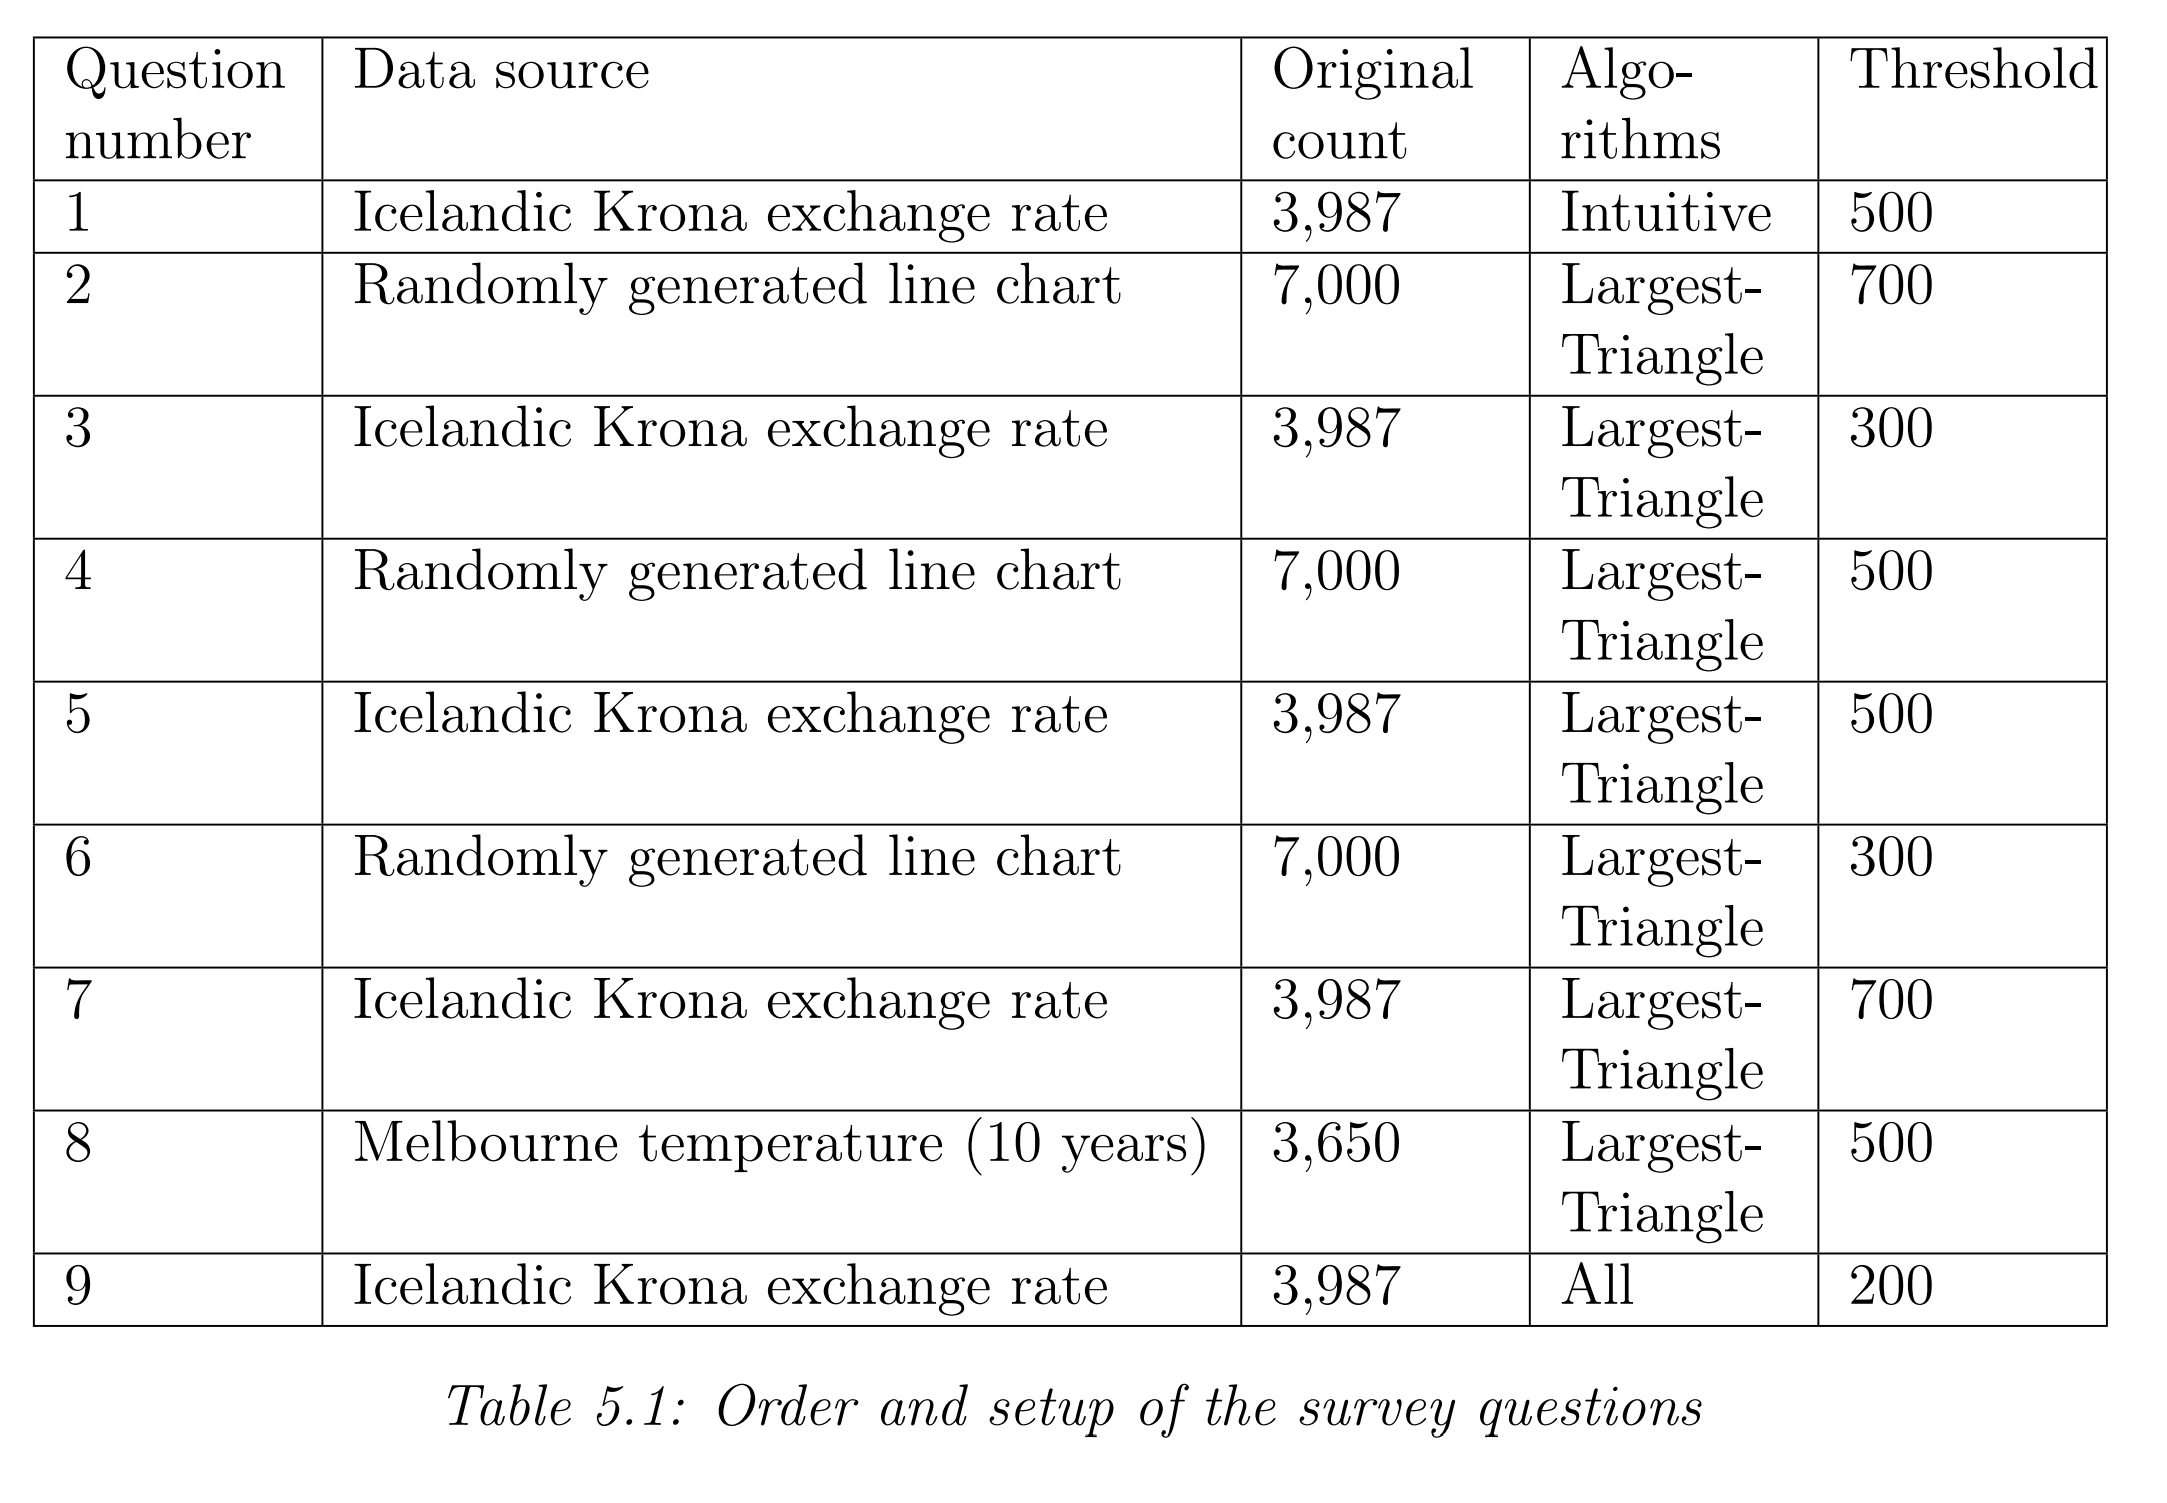 Question Data source Original Algo- Threshold
number count rithms
1 Icelandic Krona exchange rate 3,987 Intuitive 500
2 Randomly generated line chart 7,000 Largest- 700
Triangle
3 Icelandic Krona exchange rate 3,987 Largest- 300
Triangle
4 Randomly generated line chart 7,000 Largest- 500
Triangle
5 Icelandic Krona exchange rate 3,987 Largest- 500
Triangle
6 Randomly generated line chart 7,000 Largest- 300
Triangle
7 Icelandic Krona exchange rate 3,987 Largest- 700
Triangle
8 Melbourne temperature (10 years) 3,650 Largest- 500
Triangle
9 Icelandic Krona exchange rate 3,987 All 200
Table 5.1: Order and setup of the survey questions